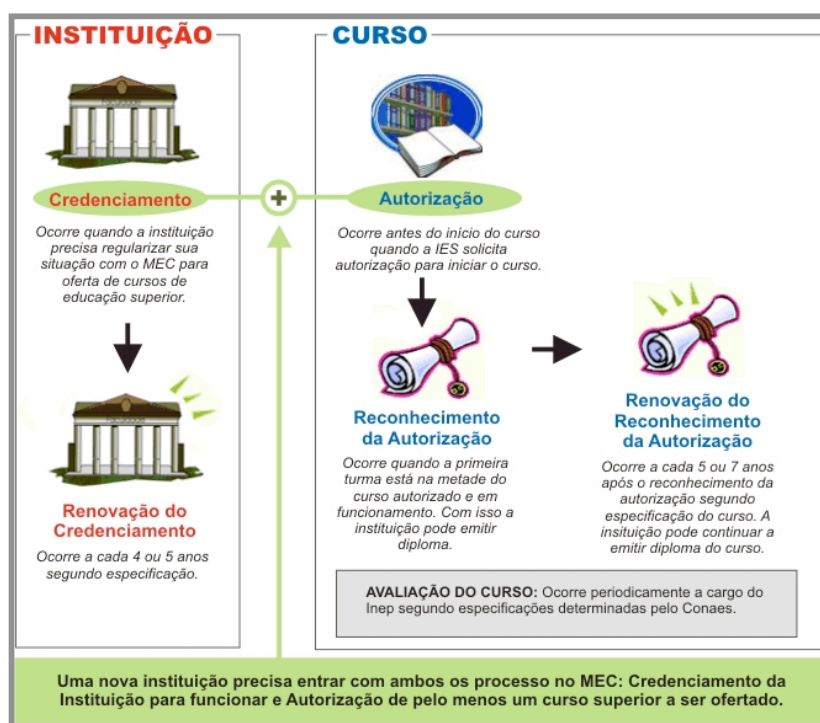 INSTITUIÇÃO
Credenciamento
Ocorre quando a instituição
precisa regularizar sua
situação com o MEC para
oferta de cursos de
educação superior.
Renovação do
Credenciamento
Ocorre a cada 4 ou 5 anos
segundo especificação.
+
CURSO
Autorização
Ocorre antes do início do curso
quando a IES solicita
autorização para iniciar o curso.
Reconhecimento
da Autorização
Ocorre quando a primeira
turma está na metade do
curso autorizado e em
funcionamento. Com isso a
instituição pode emitir
diploma.
Renovação do
Reconhecimento
da Autorização
Ocorre a cada 5 ou 7 anos
após o reconhecimento da
autorização segundo
especificação do curso. A
insituição pode continuar a
emitir diploma do curso.
AVALIAÇÃO DO CURSO: Ocorre periodicamente a cargo do
Inep segundo especificações determinadas pelo Conaes.
Uma nova instituição precisa entrar com ambos os processo no MEC: Credenciamento da
Instituição para funcionar e Autorização de pelo menos um curso superior a ser ofertado.